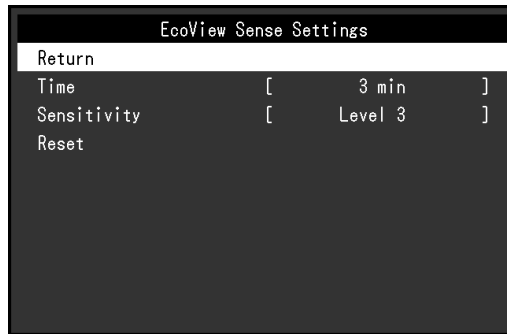 EcoView Sense Settings
Return
Time [ 3 min ]
Sensitivity [ Level 3 ]
Reset